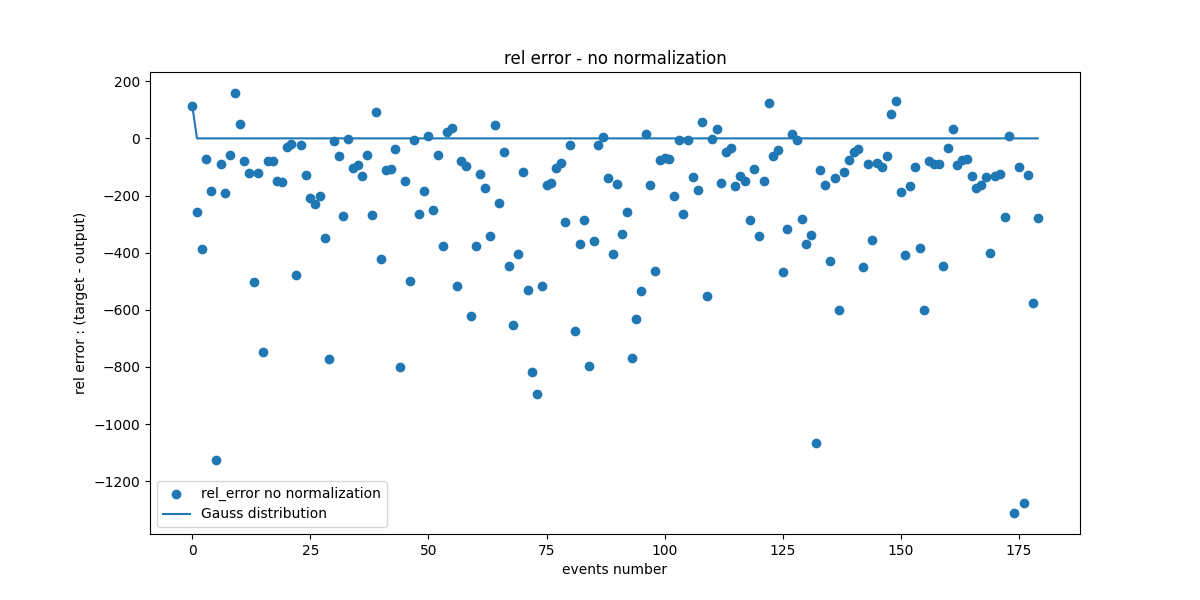 rel error - no normalization
rel error : (target - output)
200
0
−200
−400
−600
−800
−1000
−1200
rel_error no normalization
Gauss distribution
0 25 50 75 100 125 150 175
events number